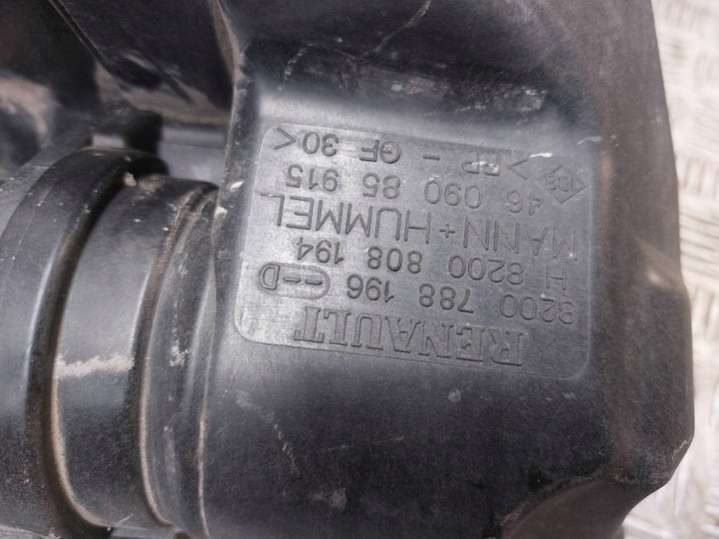 RENAULT
8200 788 196 --D
H 8200 808 194
MANN+HUMMEL
46 090 85 915
>PP - GF 30<